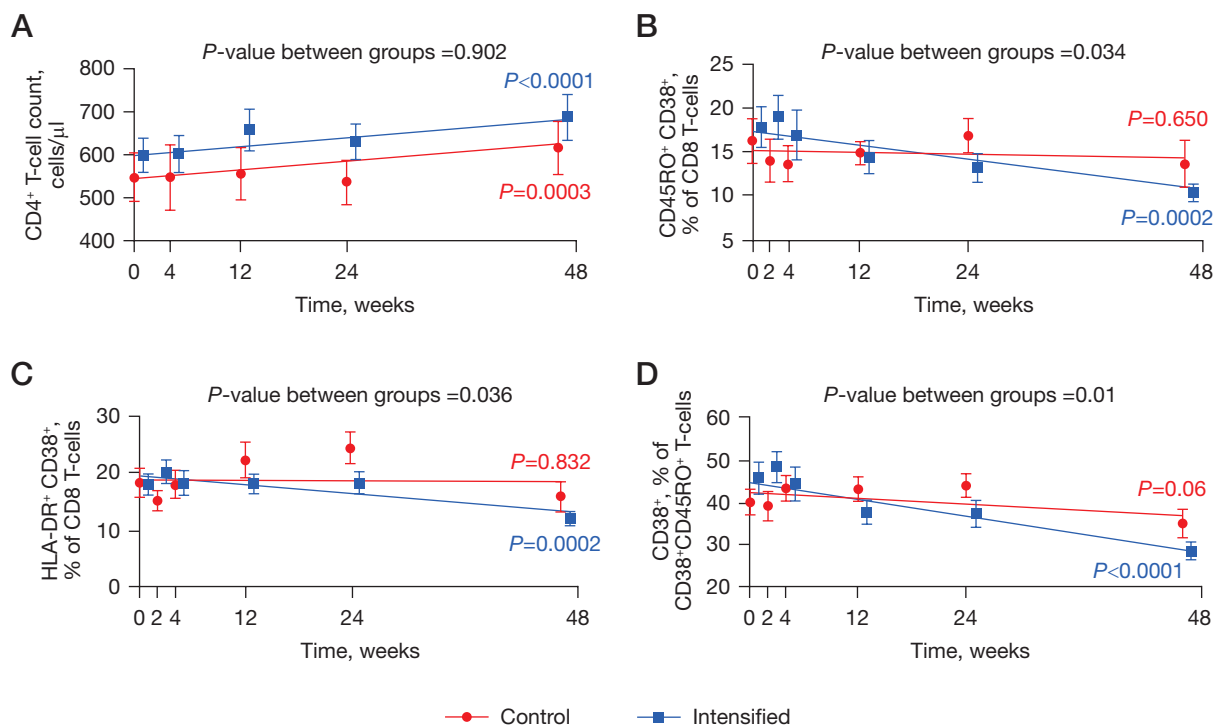 A
P-value between groups =0.902
CD4⁺ T-cell count,
cells/µl
800
700
600
500
400
P<0.0001
P=0.0003
0 4 12 24 48
Time, weeks
B
P-value between groups =0.034
CD45RO⁺ CD38⁺,
% of CD8 T-cells
25
20
15
10
5
P=0.650
P=0.0002
0 2 4 12 24 48
Time, weeks
C
P-value between groups =0.036
HLA-DR⁺ CD38⁺,
% of CD8 T-cells
30
20
10
0
P=0.832
P=0.0002
0 2 4 12 24 48
Time, weeks
D
P-value between groups =0.01
CD38⁺, % of
CD38⁺CD45RO⁺ T-cells
60
50
40
30
20
P=0.06
P<0.0001
0 2 4 12 24 48
Time, weeks
Control Intensified